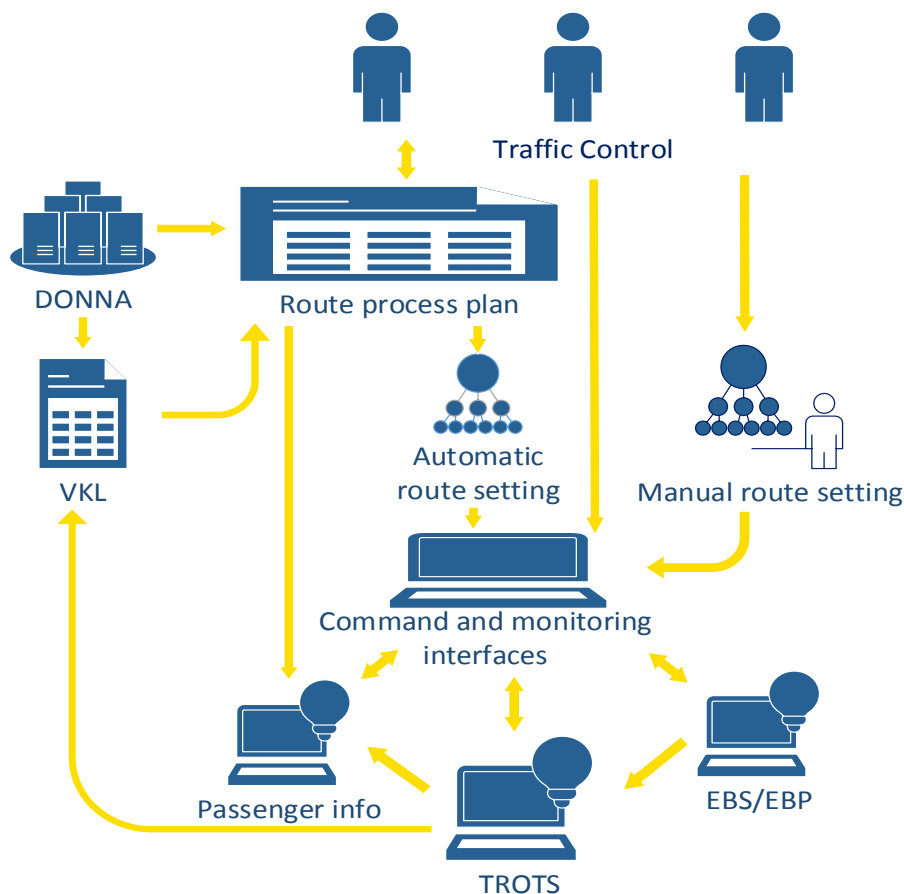 Traffic Control
DONNA
Route process plan
VKL
Automatic
route setting
Manual route setting
Command and monitoring
interfaces
Passenger info
EBS/EBP
TROTS